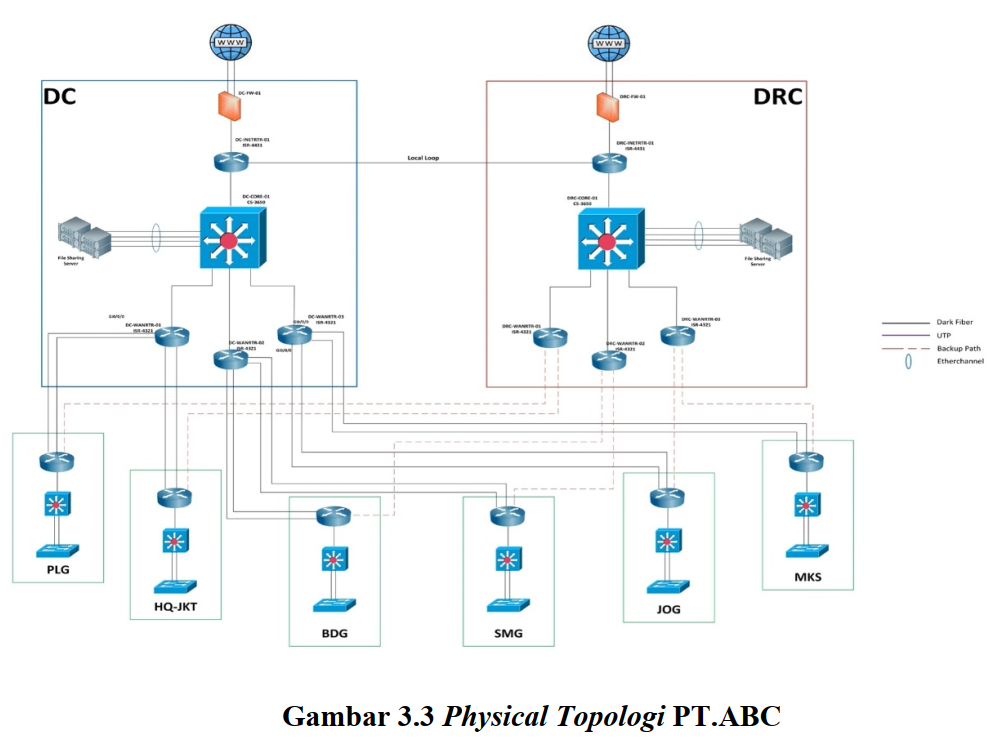 WWW
WWW
DC
DC-FW-01
DRC-FW-01
DRC
DC-INETRTR-01
ISR-4431
DRC-INETRTR-01
ISR-4431
Local Loop
DC-CORE-01
CS-3650
DRC-CORE-01
CS-3650
File Sharing
Server
File Sharing
Server
DC-WANRTR-01
ISR-4321
DC-WANRTR-02
ISR-4321
DC-WANRTR-03
ISR-4321
DRC-WANRTR-01
ISR-4321
DRC-WANRTR-02
ISR-4321
DRC-WANRTR-03
ISR-4321
Dark Fiber
UTP
Backup Path
Etherchannel
PLG
HQ-JKT
BDG
SMG
JOG
MKS
Gambar 3.3 Physical Topologi PT.ABC